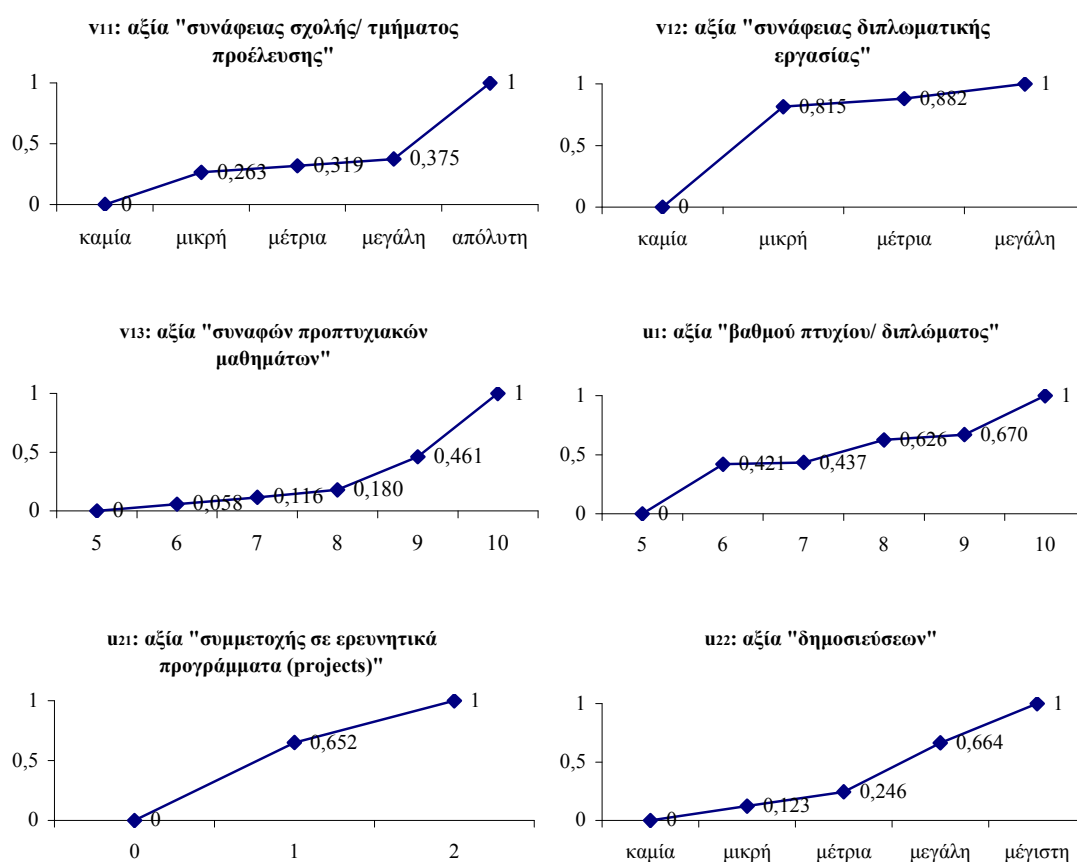 v11: αξία "συνάφειας σχολής/ τμήματος
προέλευσης"
1
0,5
0
0
0,263
0,319
0,375
1
καμία μικρή μέτρια μεγάλη απόλυτη
v12: αξία "συνάφειας διπλωματικής
εργασίας"
1
0,5
0
0
0,815
0,882
1
καμία μικρή μέτρια μεγάλη
v13: αξία "συναφών προπτυχιακών
μαθημάτων"
1
0,5
0
0
0,058
0,116
0,180
0,461
1
5 6 7 8 9 10
u1: αξία "βαθμού πτυχίου/ διπλώματος"
1
0,5
0
0
0,421
0,437
0,626
0,670
1
5 6 7 8 9 10
u21: αξία "συμμετοχής σε ερευνητικά
προγράμματα (projects)"
1
0,5
0
0
0,652
1
0 1 2
u22: αξία "δημοσιεύσεων"
1
0,5
0
0
0,123
0,246
0,664
1
καμία μικρή μέτρια μεγάλη μέγιστη